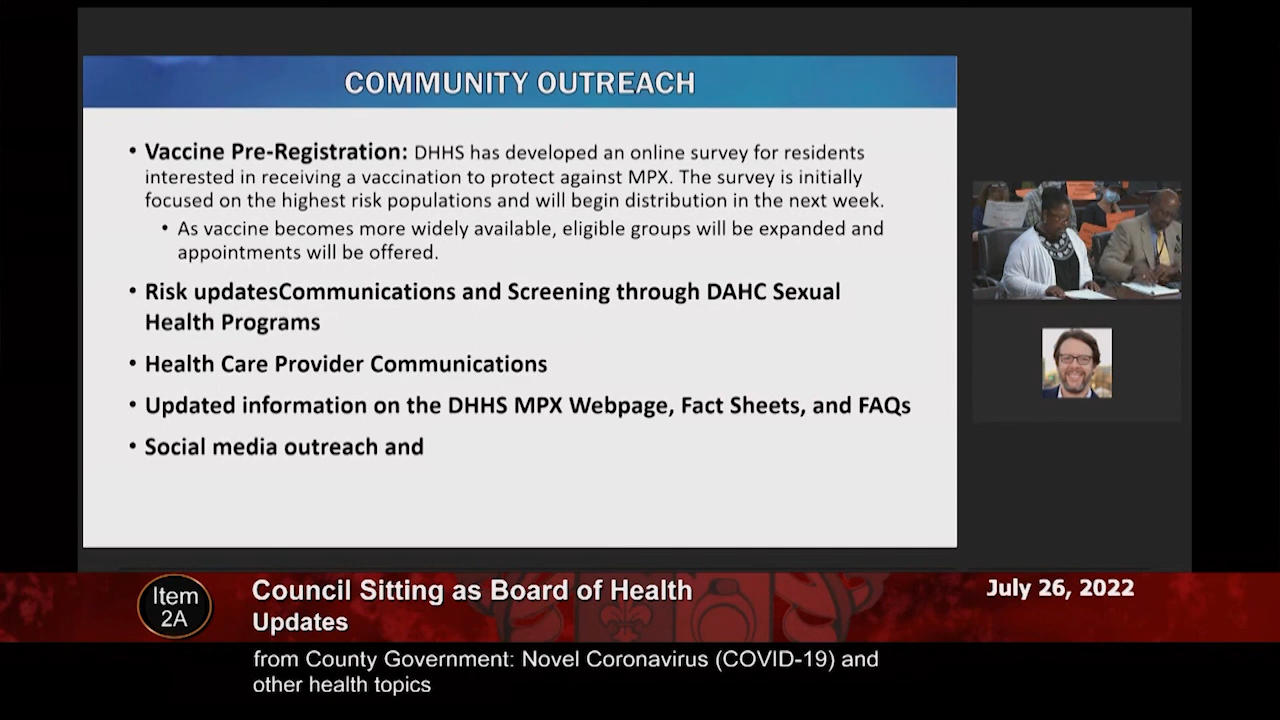 COMMUNITY OUTREACH
• Vaccine Pre-Registration: DHHS has developed an online survey for residents
interested in receiving a vaccination to protect against MPX. The survey is initially
focused on the highest risk populations and will begin distribution in the next week.
• As vaccine becomes more widely available, eligible groups will be expanded and
appointments will be offered.
• Risk updatesCommunications and Screening through DAHC Sexual
Health Programs
• Health Care Provider Communications
• Updated information on the DHHS MPX Webpage, Fact Sheets, and FAQs
• Social media outreach and
Item
2A
Council Sitting as Board of Health
Updates
July 26, 2022
from County Government: Novel Coronavirus (COVID-19) and
other health topics